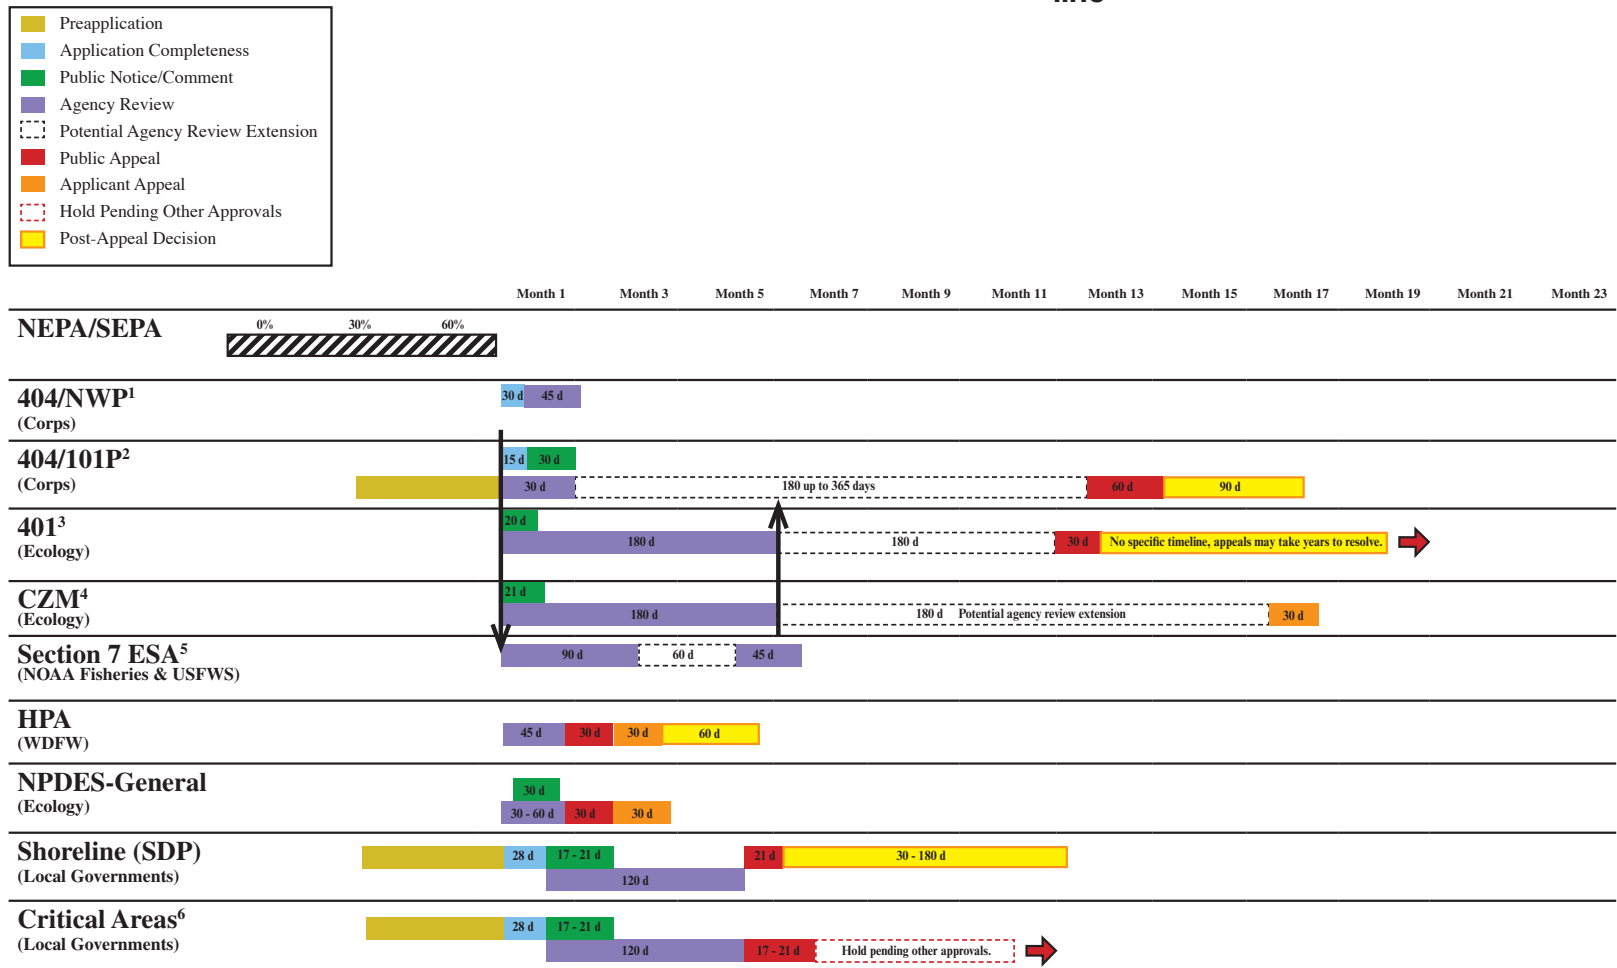 Preapplication
Application Completeness
Public Notice/Comment
Agency Review
Potential Agency Review Extension
Public Appeal
Applicant Appeal
Hold Pending Other Approvals
Post-Appeal Decision
Month 1 Month 3 Month 5 Month 7 Month 9 Month 11 Month 13 Month 15 Month 17 Month 19 Month 21 Month 23
NEPA/SEPA 0% 30% 60%
404/NWP¹ 30 d 45 d
(Corps)
404/101P² 15 d 30 d
(Corps) 30 d 180 up to 365 days 60 d 90 d
401³ 20 d
(Ecology) 180 d 180 d 30 d No specific timeline, appeals may take years to resolve.
CZM⁴ 21 d
(Ecology) 180 d 180 d Potential agency review extension 30 d
Section 7 ESA⁵ 90 d 60 d 45 d
(NOAA Fisheries & USFWS)
HPA
(WDFW) 45 d 30 d 30 d 60 d
NPDES-General 30 d
(Ecology) 30 - 60 d 30 d 30 d
Shoreline (SDP) 28 d 17 - 21 d 21 d 30 - 180 d
(Local Governments) 120 d
Critical Areas⁶ 28 d 17 - 21 d
(Local Governments) 120 d 17 - 21 d Hold pending other approvals.